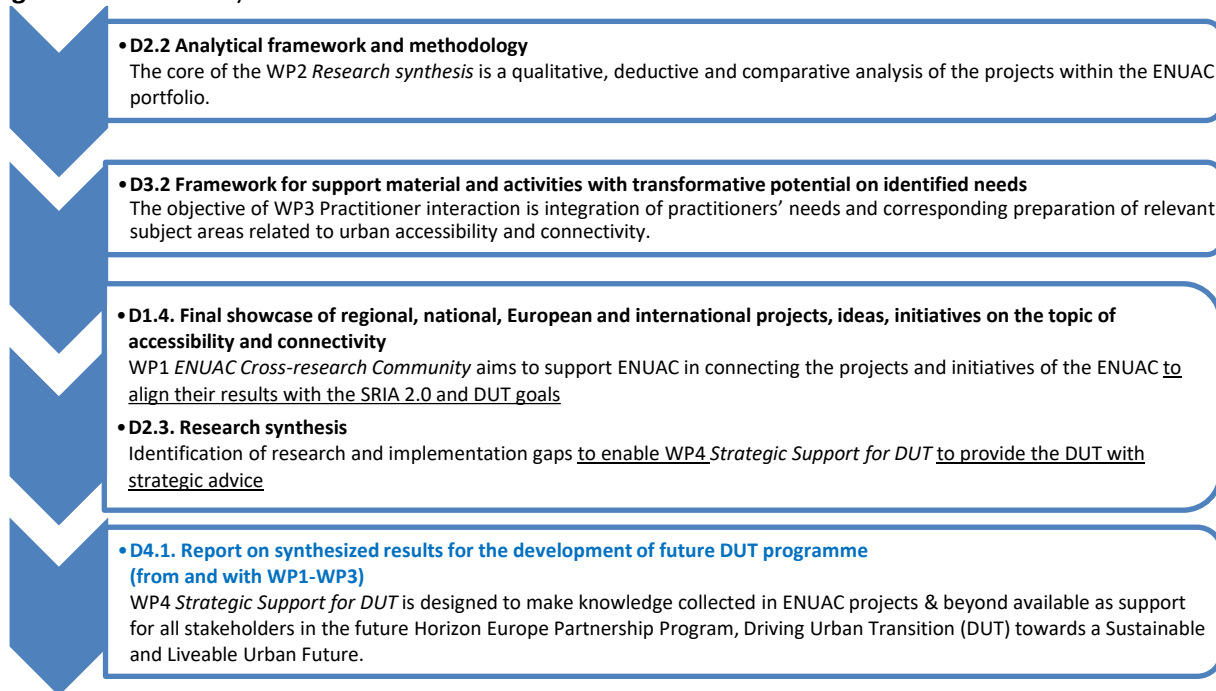 •D2.2 Analytical framework and methodology
The core of the WP2 Research synthesis is a qualitative, deductive and comparative analysis of the projects within the ENUAC
portfolio.
•D3.2 Framework for support material and activities with transformative potential on identified needs
The objective of WP3 Practitioner interaction is integration of practitioners’ needs and corresponding preparation of relevant
subject areas related to urban accessibility and connectivity.
•D1.4. Final showcase of regional, national, European and international projects, ideas, initiatives on the topic of
accessibility and connectivity
WP1 ENUAC Cross-research Community aims to support ENUAC in connecting the projects and initiatives of the ENUAC to
align their results with the SRIA 2.0 and DUT goals
•D2.3. Research synthesis
Identification of research and implementation gaps to enable WP4 Strategic Support for DUT to provide the DUT with
strategic advice
•D4.1. Report on synthesized results for the development of future DUT programme
(from and with WP1-WP3)
WP4 Strategic Support for DUT is designed to make knowledge collected in ENUAC projects & beyond available as support
for all stakeholders in the future Horizon Europe Partnership Program, Driving Urban Transition (DUT) towards a Sustainable
and Liveable Urban Future.